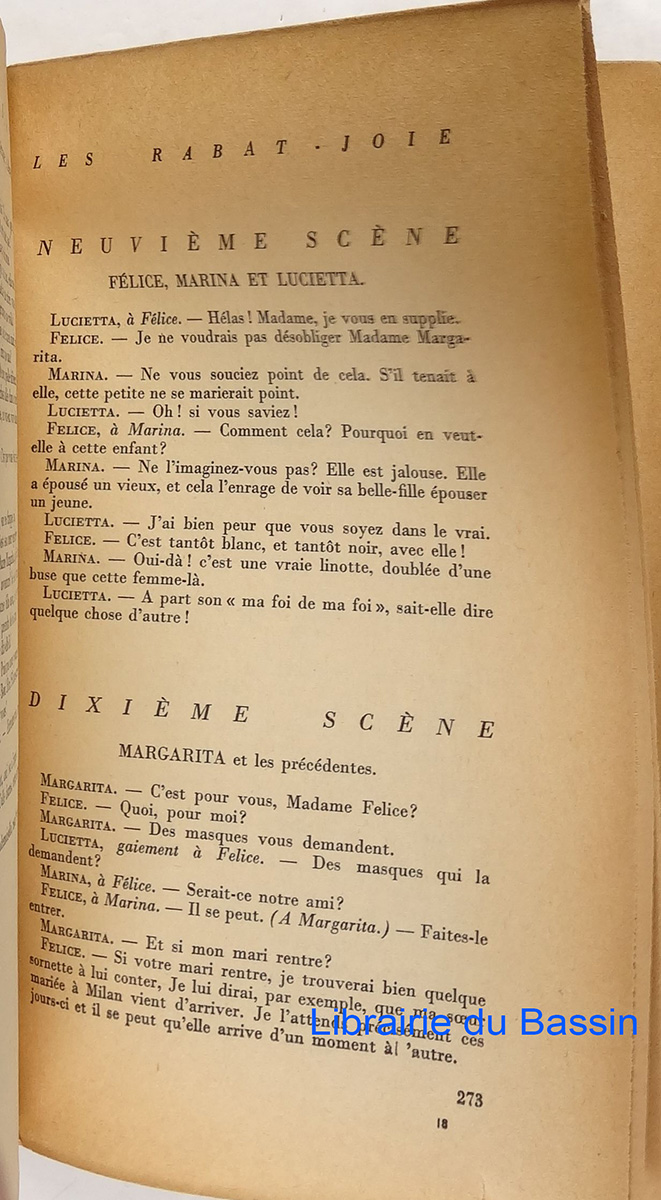 LES RABAT-JOIE
NEUVIÈME SCÈNE
FÉLICE, MARINA ET LUCIETTA.
LUCIETTA, à Félice. — Hélas! Madame, je vous en supplie.
FELICE. — Je ne voudrais pas désobliger Madame Marga-
rita.
MARINA. — Ne vous souciez point de cela. S'il tenait à
elle, cette petite ne se marierait point.
LUCIETTA. — Oh! si vous saviez!
FELICE, à Marina. — Comment cela? Pourquoi en veut-
elle à cette enfant?
MARINA. — Ne l'imaginez-vous pas? Elle est jalouse. Elle
a épousé un vieux, et cela l'enrage de voir sa belle-fille épouser
un jeune.
LUCIETTA. — J'ai bien peur que vous soyez dans le vrai.
FELICE. — C'est tantôt blanc, et tantôt noir, avec elle!
MARINA. — Oui-dà! c'est une vraie linotte, doublée d'une
buse que cette femme-là.
LUCIETTA. — A part son « ma foi de ma foi », sait-elle dire
quelque chose d'autre!
DIXIÈME SCÈNE
MARGARITA et les précédentes.
MARGARITA. — C'est pour vous, Madame Felice?
FELICE. — Quoi, pour moi?
MARGARITA. — Des masques vous demandent.
LUCIETTA, gaiement à Felice. — Des masques qui la
demandent?
MARINA, à Félice. — Serait-ce notre ami?
FELICE, à Marina. — Il se peut. (A Margarita.) — Faites-le
entrer.
MARGARITA. — Et si mon mari rentre?
FELICE. — Si votre mari rentre, je trouverai bien quelque
sornette à lui conter, Je lui dirai, par exemple, que ma sœur
mariée à Milan vient d'arriver. Je l'attends précisément ces
jours-ci et il se peut qu'elle arrive d'un moment àl 'autre.
Librairie du Bassin
273
18